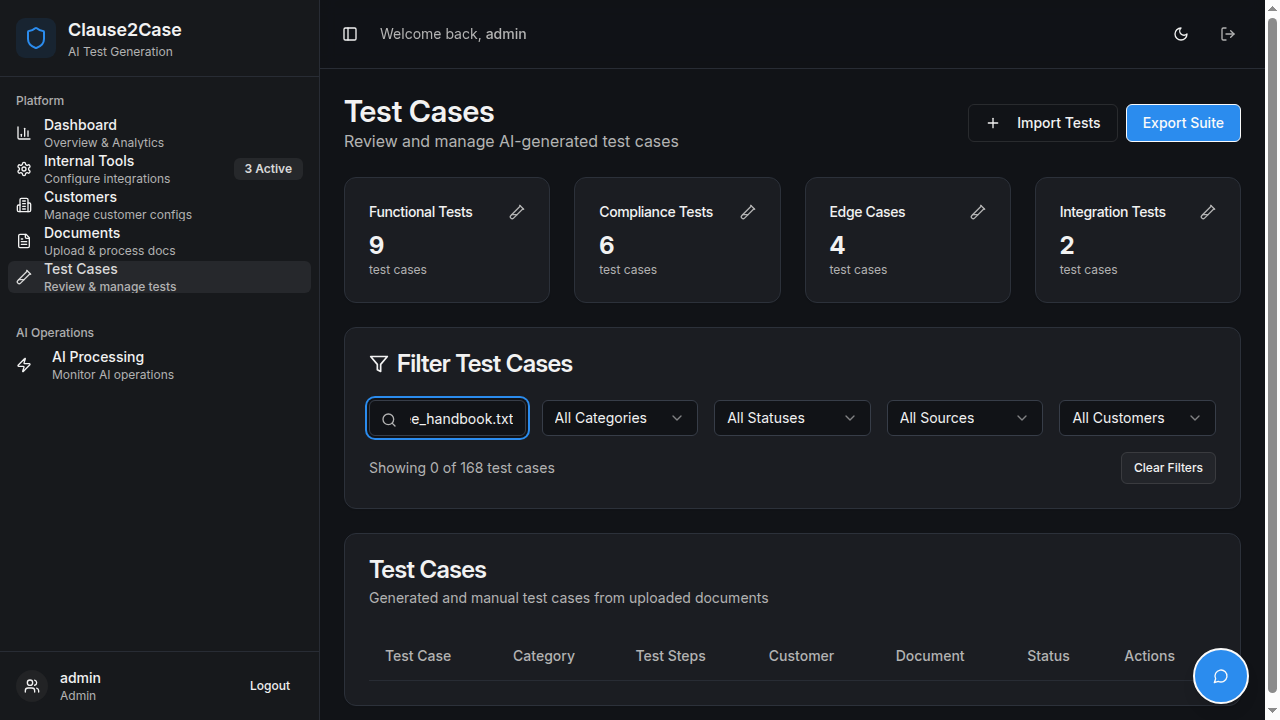 Clause2Case
AI Test Generation
Platform
Dashboard
Overview & Analytics
Internal Tools
Configure integrations
3 Active
Customers
Manage customer configs
Documents
Upload & process docs
Test Cases
Review & manage tests
AI Operations
AI Processing
Monitor AI operations
admin
Admin
Logout
Welcome back, admin
Test Cases
Review and manage AI-generated test cases
Import Tests
Export Suite
Functional Tests
9
test cases
Compliance Tests
6
test cases
Edge Cases
4
test cases
Integration Tests
2
test cases
Filter Test Cases
e_handbook.txt
All Categories
All Statuses
All Sources
All Customers
Showing 0 of 168 test cases
Clear Filters
Test Cases
Generated and manual test cases from uploaded documents
Test Case Category Test Steps Customer Document Status Actions